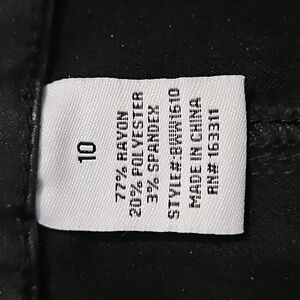 10
77% RAYON
20% POLYESTER
3% SPANDEX
STYLE#:BWW1610
MADE IN CHINA
RN# 163311